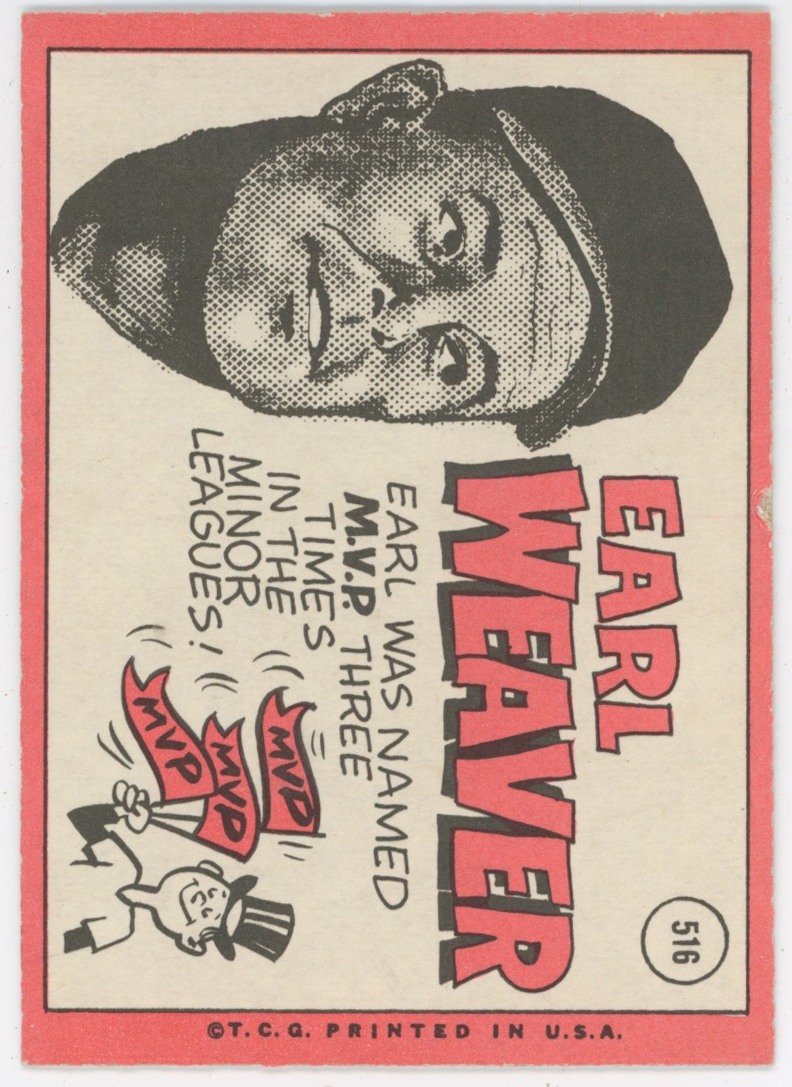 516
EARL
WEAVER
EARL WAS NAMED
M.V.P. THREE
TIMES
IN THE
MINOR
LEAGUES!
MVP
MVP
MVP
©T.C.G. PRINTED IN U.S.A.